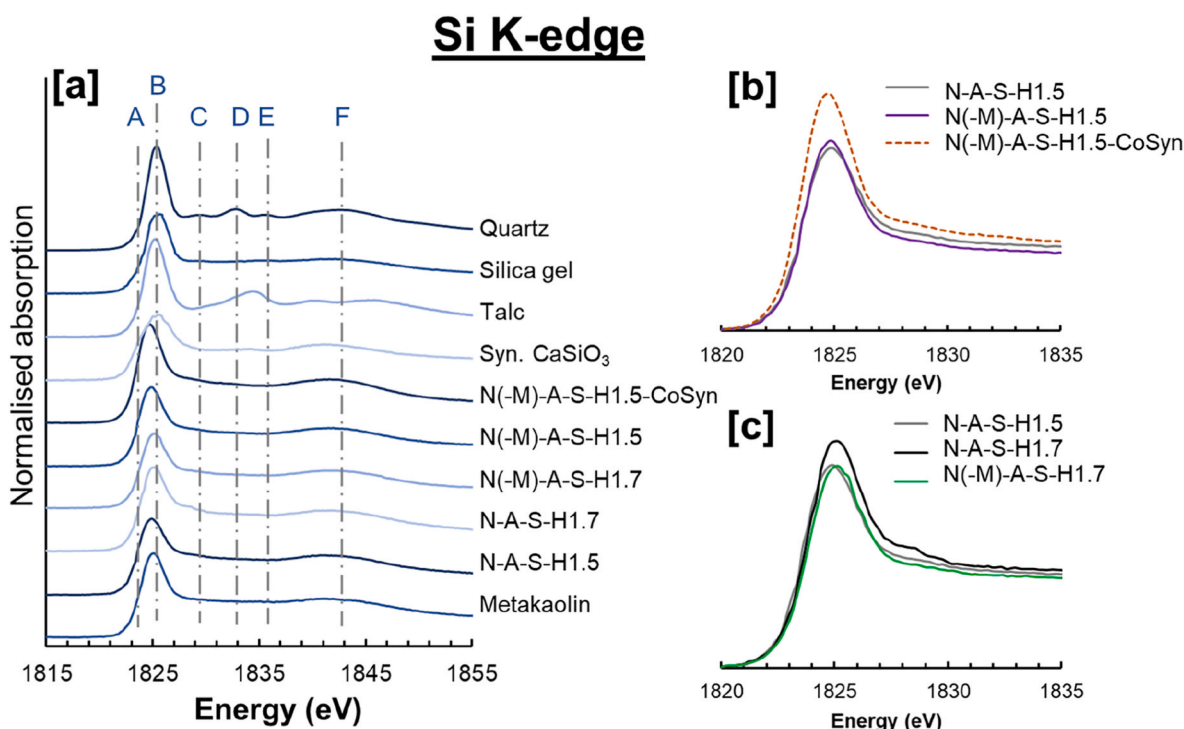 Si K-edge
[a]
A
B
C
D
E
F
Normalised absorption
Quartz
Silica gel
Talc
Syn. CaSiO₃
N(-M)-A-S-H1.5-CoSyn
N(-M)-A-S-H1.5
N(-M)-A-S-H1.7
N-A-S-H1.7
N-A-S-H1.5
Metakaolin
1815 1825 1835 1845 1855
Energy (eV)
[b]
N-A-S-H1.5
N(-M)-A-S-H1.5
N(-M)-A-S-H1.5-CoSyn
1820 1825 1830 1835
Energy (eV)
[c]
N-A-S-H1.5
N-A-S-H1.7
N(-M)-A-S-H1.7
1820 1825 1830 1835
Energy (eV)